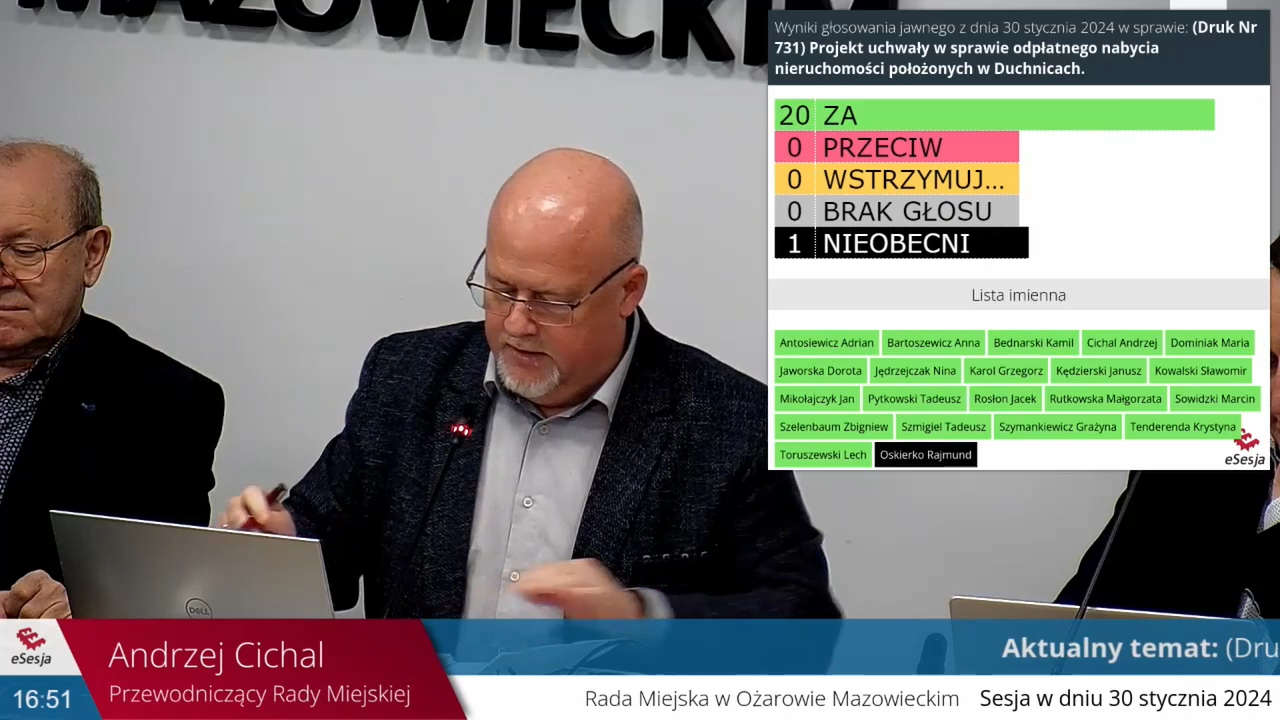 MAZOWIECKIM
Wyniki głosowania jawnego z dnia 30 stycznia 2024 w sprawie: (Druk Nr
731) Projekt uchwały w sprawie odpłatnego nabycia
nieruchomości położonych w Duchnicach.
20 ZA
0 PRZECIW
0 WSTRZYMUJ...
0 BRAK GŁOSU
1 NIEOBECNI
Lista imienna
Antosiewicz Adrian Bartoszewicz Anna Bednarski Kamil Cichal Andrzej Dominiak Maria
Jaworska Dorota Jędrzejczak Nina Karol Grzegorz Kędzierski Janusz Kowalski Sławomir
Mikołajczyk Jan Pytkowski Tadeusz Rosłon Jacek Rutkowska Małgorzata Sowidzki Marcin
Szelenbaum Zbigniew Szmigiel Tadeusz Szymankiewicz Grażyna Tenderenda Krystyna
Toruszewski Lech Oskierko Rajmund
eSesja
DELL
eSesja
16:51
Andrzej Cichal
Przewodniczący Rady Miejskiej
Aktualny temat: (Dru
Rada Miejska w Ożarowie Mazowieckim Sesja w dniu 30 stycznia 2024